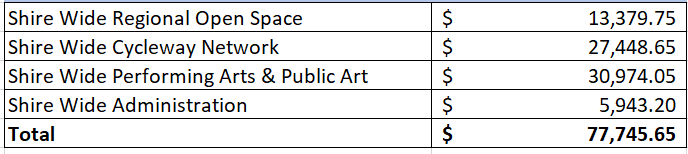 Shire Wide Regional Open Space $ 13,379.75
Shire Wide Cycleway Network $ 27,448.65
Shire Wide Performing Arts & Public Art $ 30,974.05
Shire Wide Administration $ 5,943.20
Total $ 77,745.65